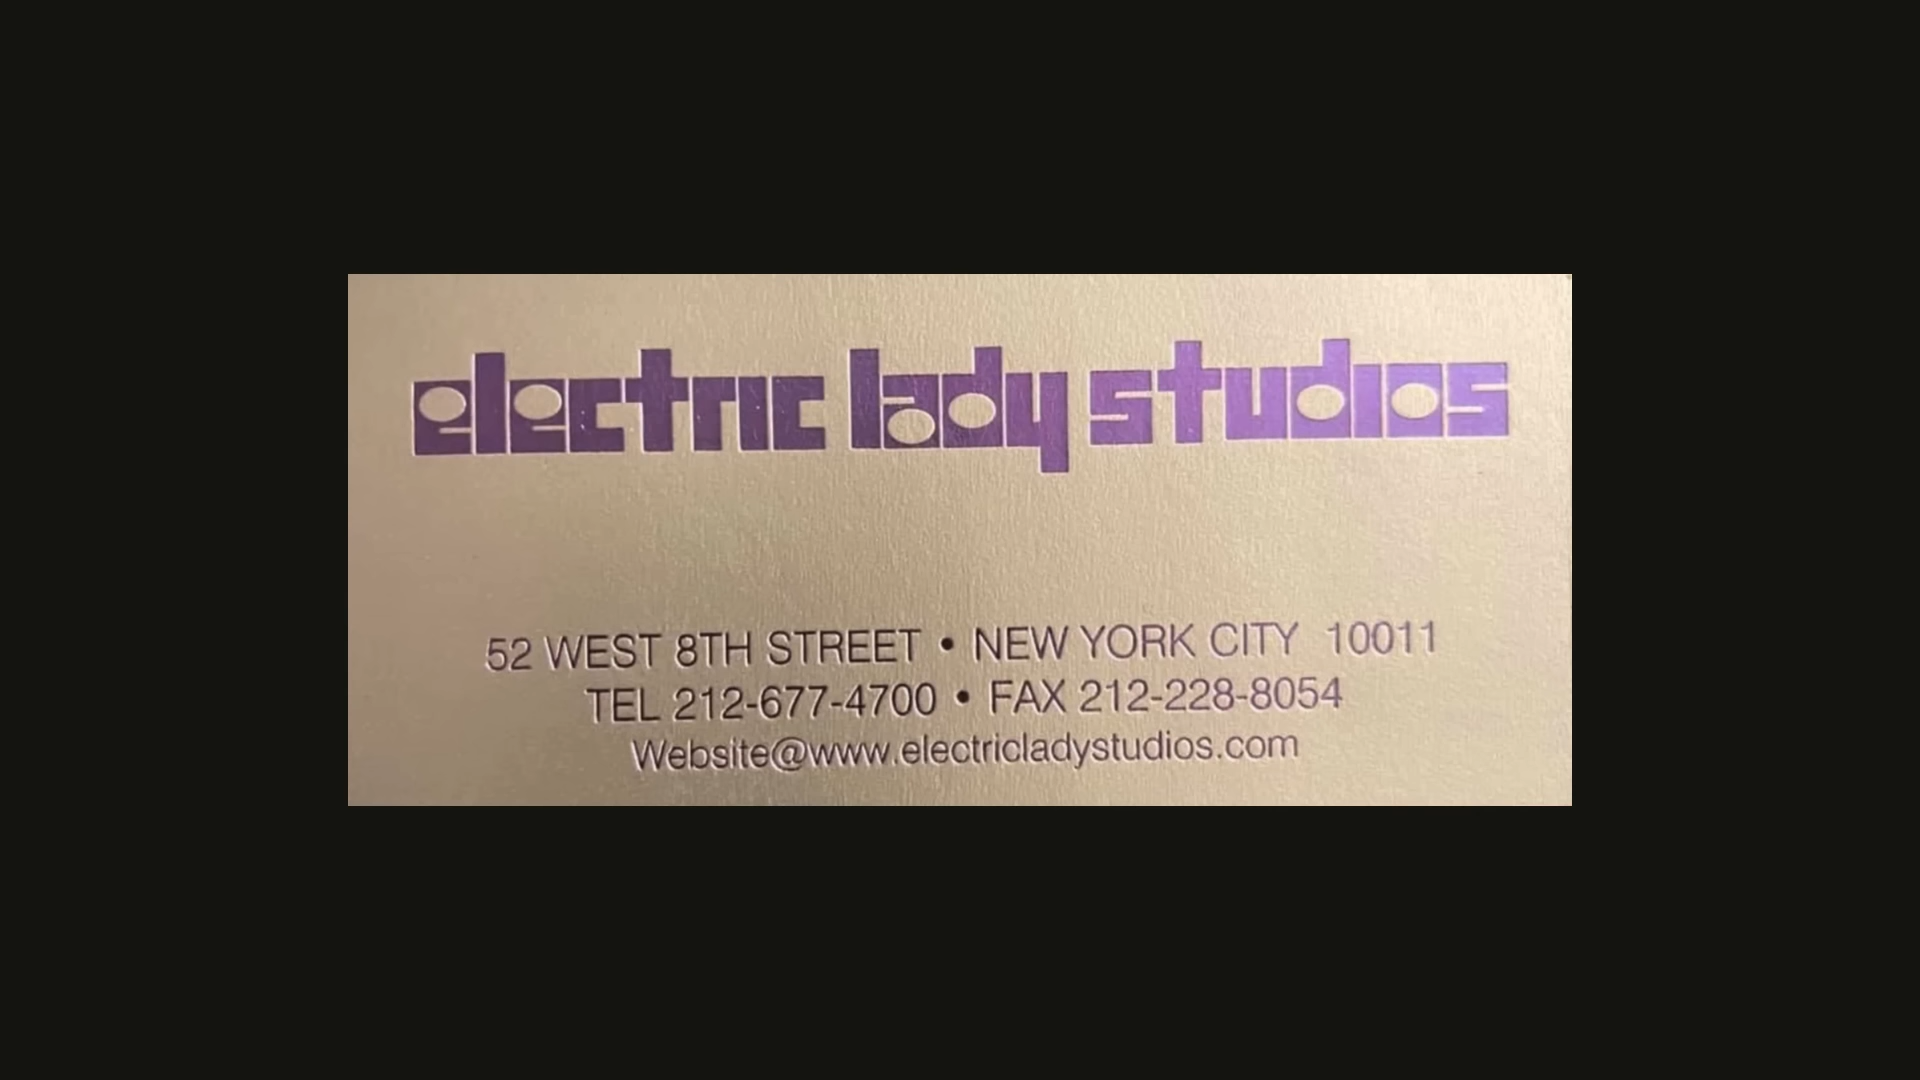 electric lady studios
52 WEST 8TH STREET • NEW YORK CITY 10011
TEL 212-677-4700 • FAX 212-228-8054
Website@www.electricladystudios.com